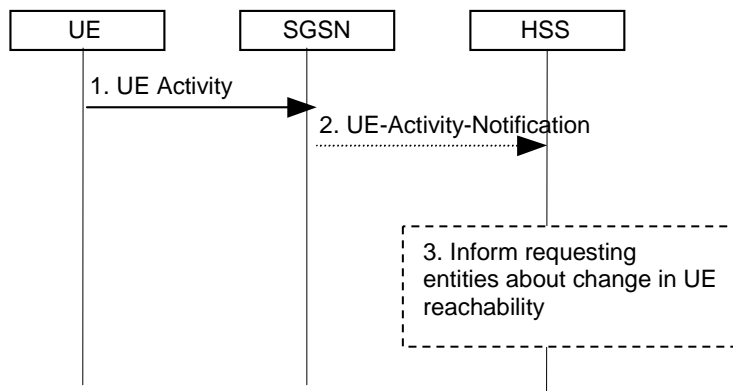 UE
SGSN
HSS
1. UE Activity
2. UE-Activity-Notification
3. Inform requesting
entities about change in UE
reachability